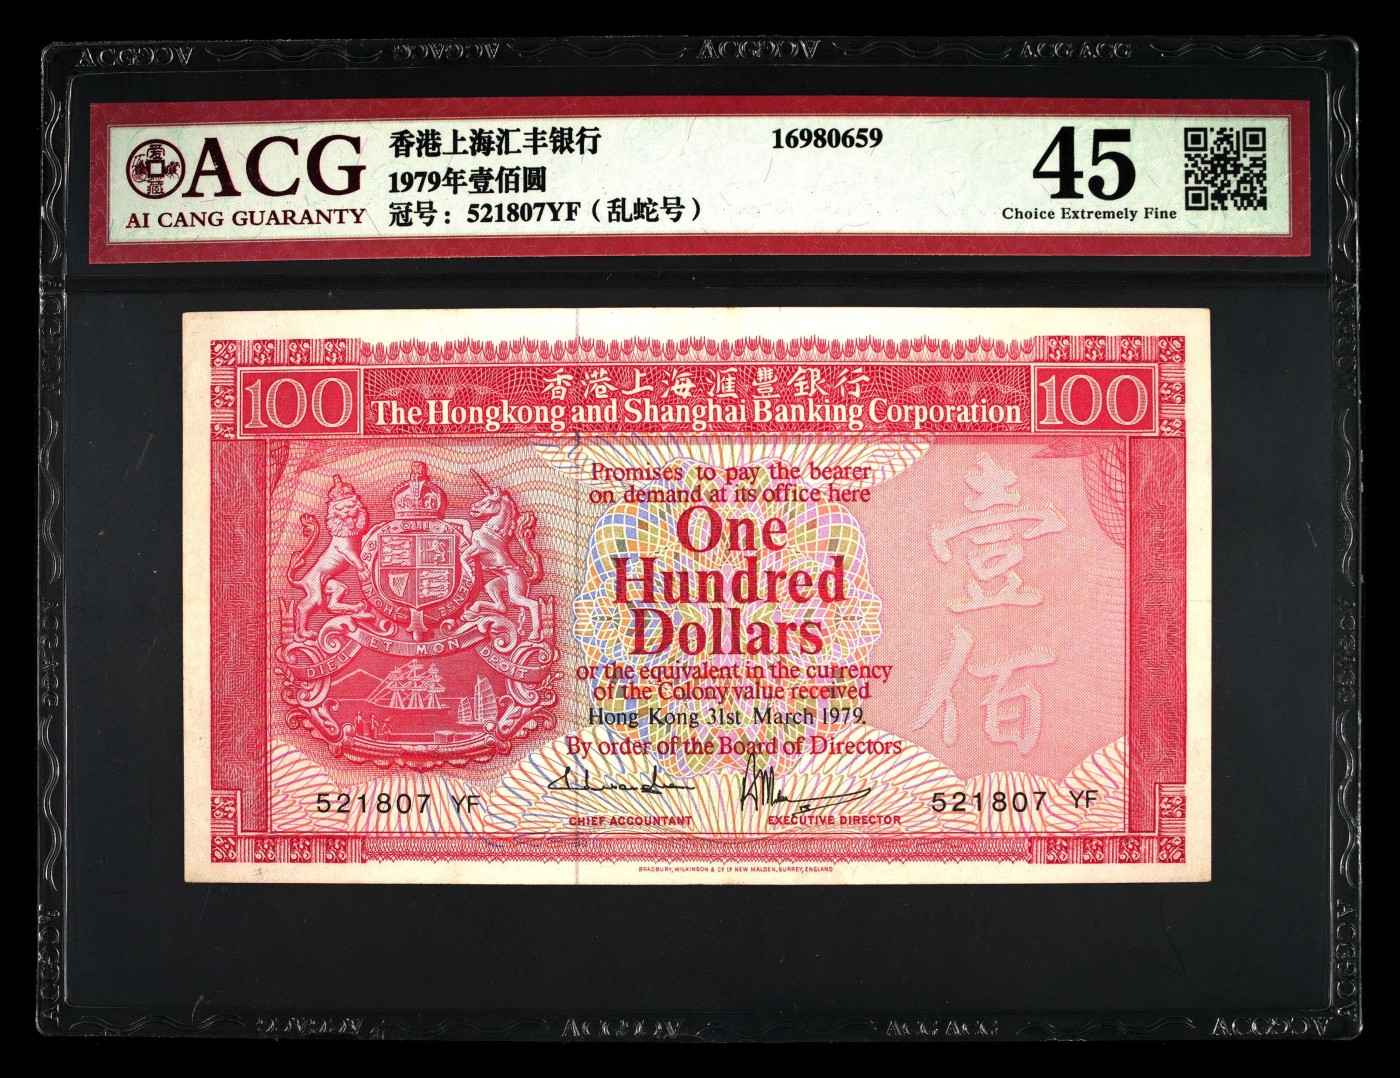 ACG
AI CANG GUARANTY
爱藏
香港上海汇丰银行
1979年壹佰圆
冠号：521807YF（乱蛇号）
16980659
45
Choice Extremely Fine
100
香港上海滙豐銀行
The Hongkong and Shanghai Banking Corporation
100
Promises to pay the bearer
on demand at its office here
One
Hundred
Dollars
or the equivalent in the currency
of the Colony value received
Hong Kong 31st March 1979.
By order of the Board of Directors
壹
佰
DIEU ET MON DROIT
521807 YF
CHIEF ACCOUNTANT
EXECUTIVE DIRECTOR
521807 YF
BRADBURY, WILKINSON & Cº Lᴰ NEW MALDEN, SURREY, ENGLAND